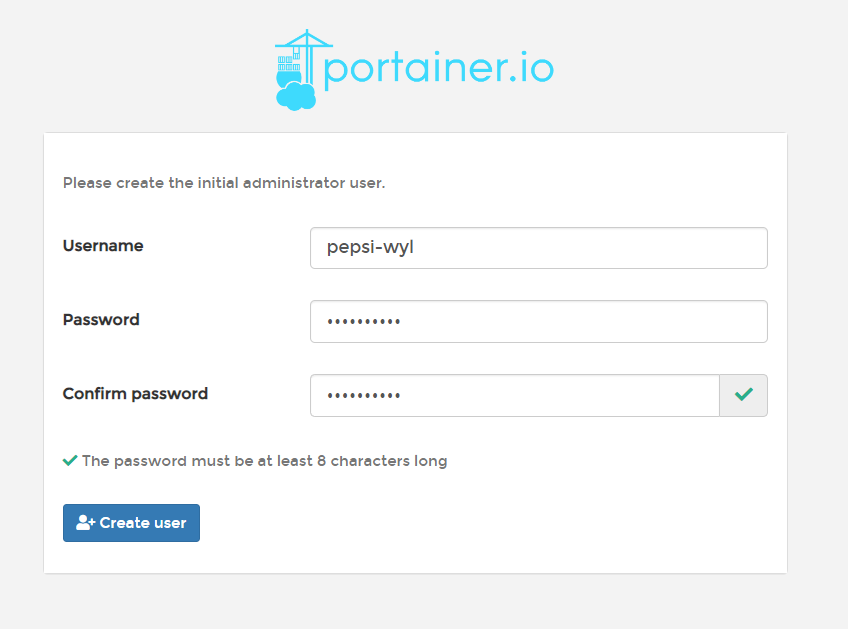 portainer.io
Please create the initial administrator user.
Username
pepsi-wyl
Password
••••••••••
Confirm password
••••••••••
The password must be at least 8 characters long
Create user